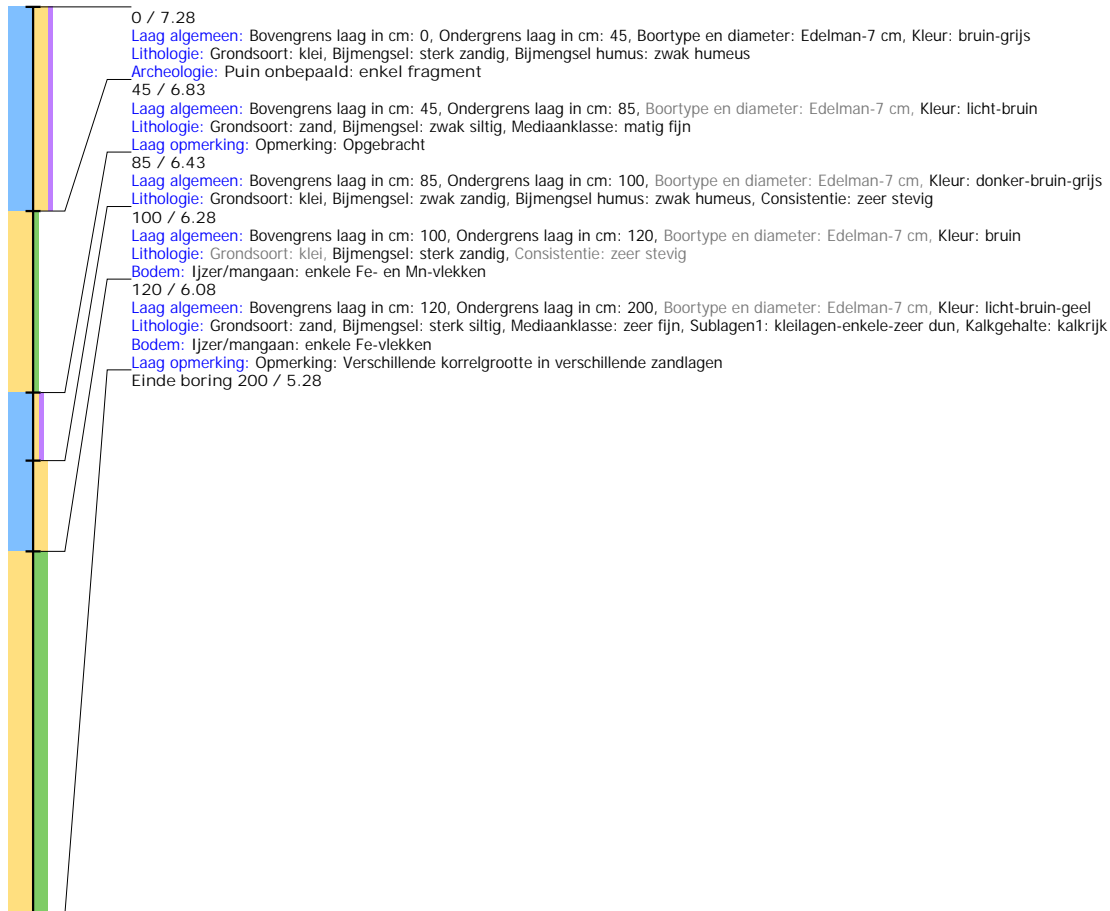 0 / 7.28
Laag algemeen: Bovengrens laag in cm: 0, Ondergrens laag in cm: 45, Boortype en diameter: Edelman-7 cm, Kleur: bruin-grijs
Lithologie: Grondsoort: klei, Bijmengsel: sterk zandig, Bijmengsel humus: zwak humeus
Archeologie: Puin onbepaald: enkel fragment
45 / 6.83
Laag algemeen: Bovengrens laag in cm: 45, Ondergrens laag in cm: 85, Boortype en diameter: Edelman-7 cm, Kleur: licht-bruin
Lithologie: Grondsoort: zand, Bijmengsel: zwak siltig, Mediaanklasse: matig fijn
Laag opmerking: Opmerking: Opgebracht
85 / 6.43
Laag algemeen: Bovengrens laag in cm: 85, Ondergrens laag in cm: 100, Boortype en diameter: Edelman-7 cm, Kleur: donker-bruin-grijs
Lithologie: Grondsoort: klei, Bijmengsel: zwak zandig, Bijmengsel humus: zwak humeus, Consistentie: zeer stevig
100 / 6.28
Laag algemeen: Bovengrens laag in cm: 100, Ondergrens laag in cm: 120, Boortype en diameter: Edelman-7 cm, Kleur: bruin
Lithologie: Grondsoort: klei, Bijmengsel: sterk zandig, Consistentie: zeer stevig
Bodem: Ijzer/mangaan: enkele Fe- en Mn-vlekken
120 / 6.08
Laag algemeen: Bovengrens laag in cm: 120, Ondergrens laag in cm: 200, Boortype en diameter: Edelman-7 cm, Kleur: licht-bruin-geel
Lithologie: Grondsoort: zand, Bijmengsel: sterk siltig, Mediaanklasse: zeer fijn, Sublagen1: kleilagen-enkele-zeer dun, Kalkgehalte: kalkrijk
Bodem: Ijzer/mangaan: enkele Fe-vlekken
Laag opmerking: Opmerking: Verschillende korrelgrootte in verschillende zandlagen
Einde boring 200 / 5.28